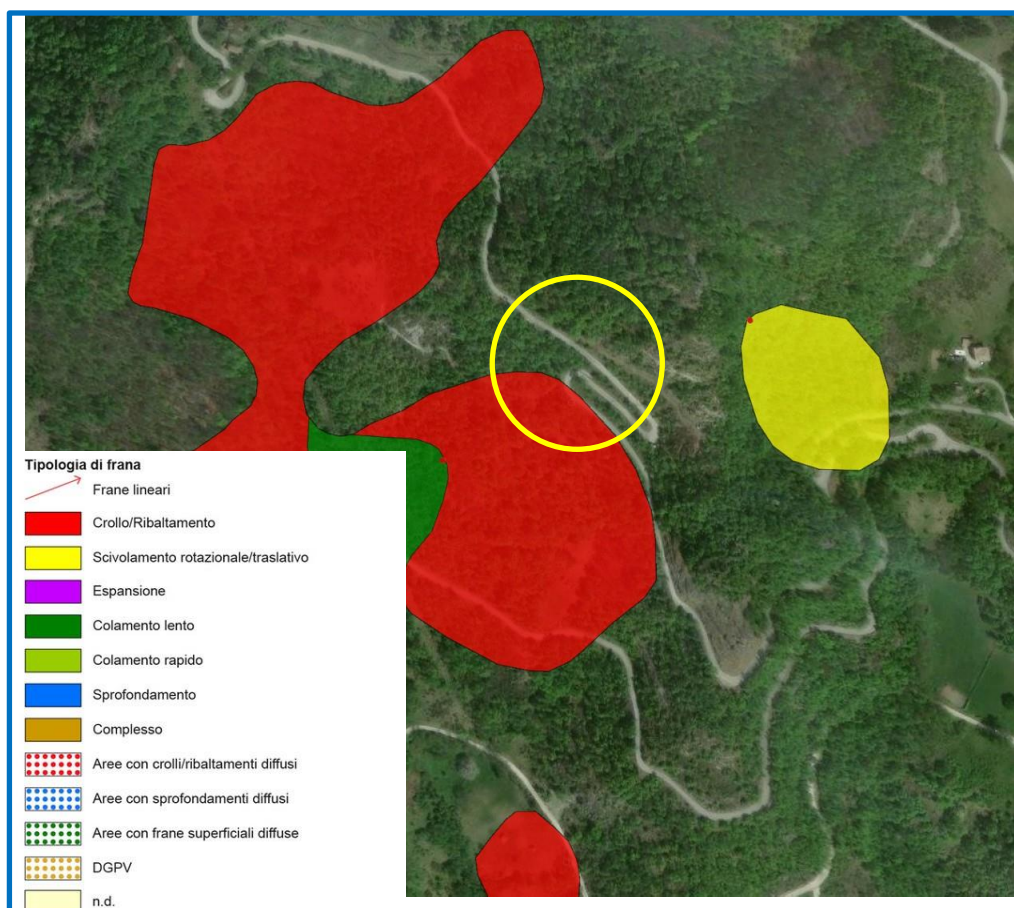 Tipologia di frana
Frane lineari
Crollo/Ribaltamento
Scivolamento rotazionale/traslativo
Espansione
Colamento lento
Colamento rapido
Sprofondamento
Complesso
Aree con crolli/ribaltamenti diffusi
Aree con sprofondamenti diffusi
Aree con frane superficiali diffuse
DGPV
n.d.